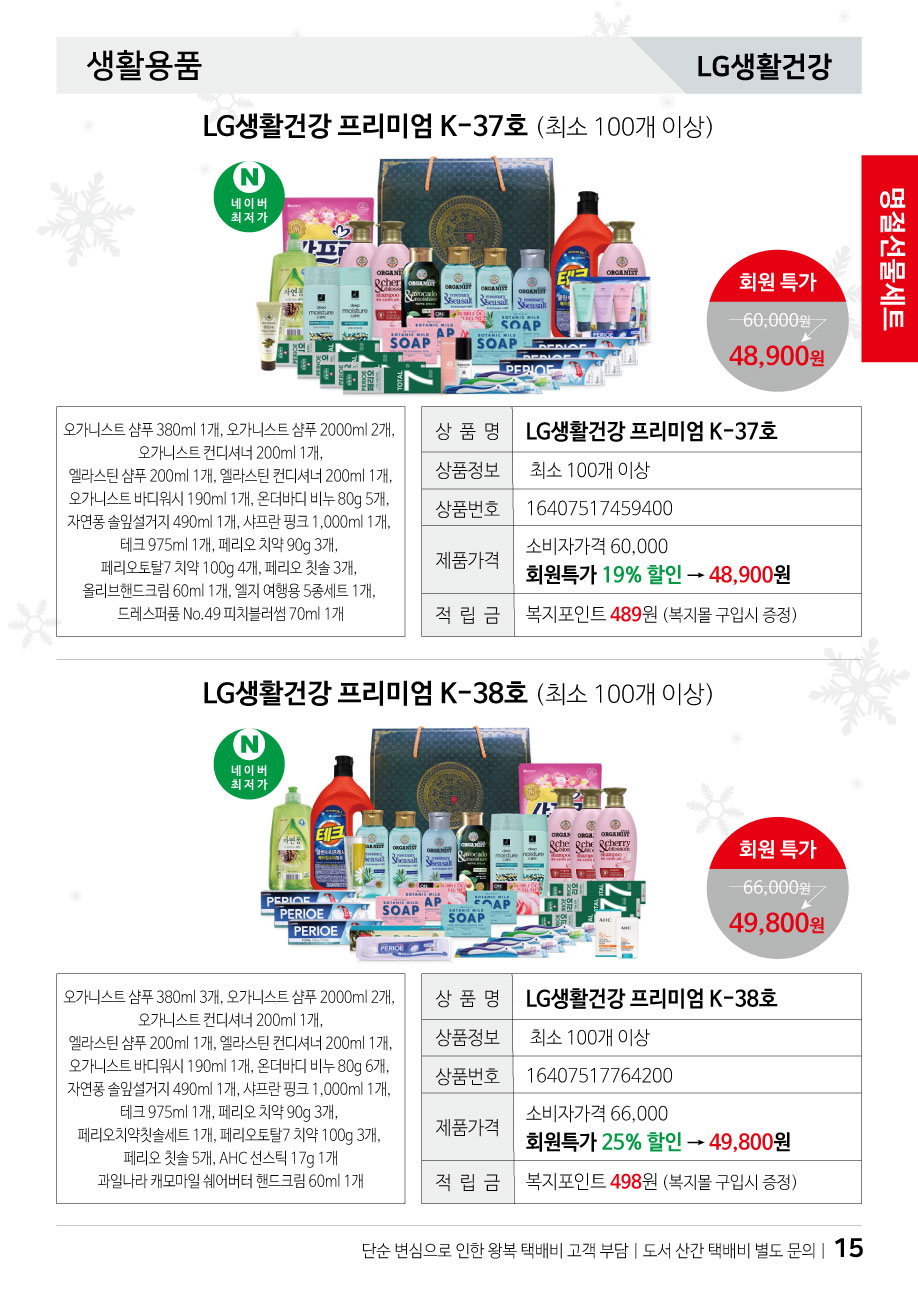 생활용품
LG생활건강
명절선물세트
LG생활건강 프리미엄 K-37호 (최소 100개 이상)
N
네이버
최저가
회원 특가
60,000원
48,900원
오가니스트 샴푸 380ml 1개, 오가니스트 샴푸 2000ml 2개,
오가니스트 컨디셔너 200ml 1개,
엘라스틴 샴푸 200ml 1개, 엘라스틴 컨디셔너 200ml 1개,
오가니스트 바디워시 190ml 1개, 온더바디 비누 80g 5개,
자연퐁 솔잎설거지 490ml 1개, 샤프란 핑크 1,000ml 1개,
테크 975ml 1개, 페리오 치약 90g 3개,
페리오토탈7 치약 100g 4개, 페리오 칫솔 3개,
올리브핸드크림 60ml 1개, 엘지 여행용 5종세트 1개,
드레스퍼품 No.49 피치블러썸 70ml 1개
상 품 명 LG생활건강 프리미엄 K-37호
상품정보 최소 100개 이상
상품번호 16407517459400
제품가격 소비자가격 60,000
회원특가 19% 할인 → 48,900원
적 립 금 복지포인트 489원 (복지몰 구입시 증정)
LG생활건강 프리미엄 K-38호 (최소 100개 이상)
N
네이버
최저가
회원 특가
66,000원
49,800원
오가니스트 샴푸 380ml 3개, 오가니스트 샴푸 2000ml 2개,
오가니스트 컨디셔너 200ml 1개,
엘라스틴 샴푸 200ml 1개, 엘라스틴 컨디셔너 200ml 1개,
오가니스트 바디워시 190ml 1개, 온더바디 비누 80g 6개,
자연퐁 솔잎설거지 490ml 1개, 샤프란 핑크 1,000ml 1개,
테크 975ml 1개, 페리오 치약 90g 3개,
페리오치약칫솔세트 1개, 페리오토탈7 치약 100g 3개,
페리오 칫솔 5개, AHC 선스틱 17g 1개
과일나라 캐모마일 쉐어버터 핸드크림 60ml 1개
상 품 명 LG생활건강 프리미엄 K-38호
상품정보 최소 100개 이상
상품번호 16407517764200
제품가격 소비자가격 66,000
회원특가 25% 할인 → 49,800원
적 립 금 복지포인트 498원 (복지몰 구입시 증정)
단순 변심으로 인한 왕복 택배비 고객 부담 | 도서 산간 택배비 별도 문의 | 15